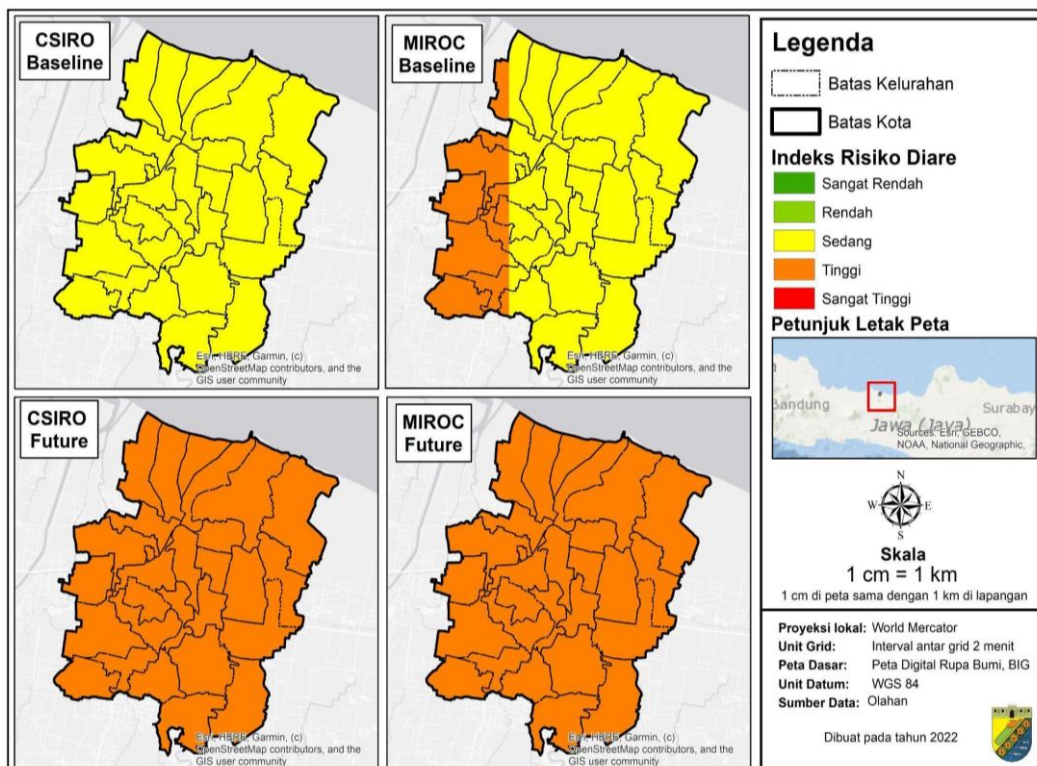 CSIRO
Baseline
Esri, HERE, Garmin, (c)
OpenStreetMap contributors, and the
GIS user community
MIROC
Baseline
Esri, HERE, Garmin, (c)
OpenStreetMap contributors, and the
GIS user community
CSIRO
Future
Esri, HERE, Garmin, (c)
OpenStreetMap contributors, and the
GIS user community
MIROC
Future
Esri, HERE, Garmin, (c)
OpenStreetMap contributors, and the
GIS user community
Legenda
Batas Kelurahan
Batas Kota
Indeks Risiko Diare
Sangat Rendah
Rendah
Sedang
Tinggi
Sangat Tinggi
Petunjuk Letak Peta
a
Bandung
Surabay
Jawa (Java)
Sources: Esri, GEBCO,
NOAA, National Geographic,
N
W E
S
Skala
1 cm = 1 km
1 cm di peta sama dengan 1 km di lapangan
Proyeksi lokal: World Mercator
Unit Grid: Interval antar grid 2 menit
Peta Dasar: Peta Digital Rupa Bumi, BIG
Unit Datum: WGS 84
Sumber Data: Olahan
Dibuat pada tahun 2022